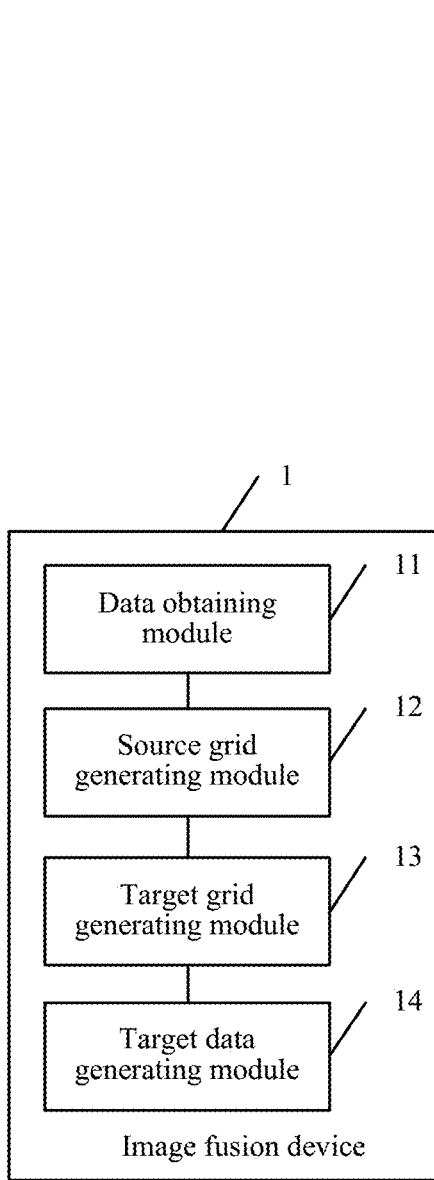 1
11
Data obtaining
module
12
Source grid
generating module
13
Target grid
generating module
14
Target data
generating module
Image fusion device